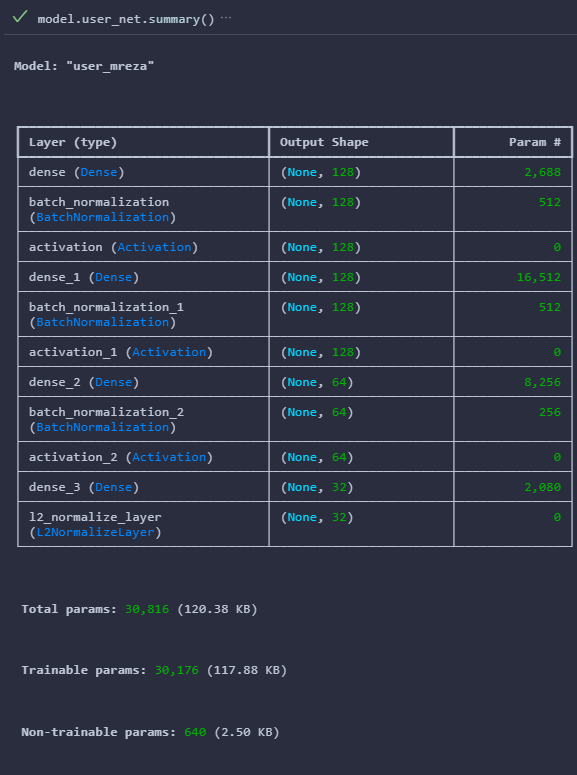 model.user_net.summary() ...
Model: "user_mreza"
Layer (type) Output Shape Param #
dense (Dense) (None, 128) 2,688
batch_normalization (None, 128) 512
(BatchNormalization)
activation (Activation) (None, 128) 0
dense_1 (Dense) (None, 128) 16,512
batch_normalization_1 (None, 128) 512
(BatchNormalization)
activation_1 (Activation) (None, 128) 0
dense_2 (Dense) (None, 64) 8,256
batch_normalization_2 (None, 64) 256
(BatchNormalization)
activation_2 (Activation) (None, 64) 0
dense_3 (Dense) (None, 32) 2,080
l2_normalize_layer (None, 32) 0
(L2NormalizeLayer)
Total params: 30,816 (120.38 KB)
Trainable params: 30,176 (117.88 KB)
Non-trainable params: 640 (2.50 KB)